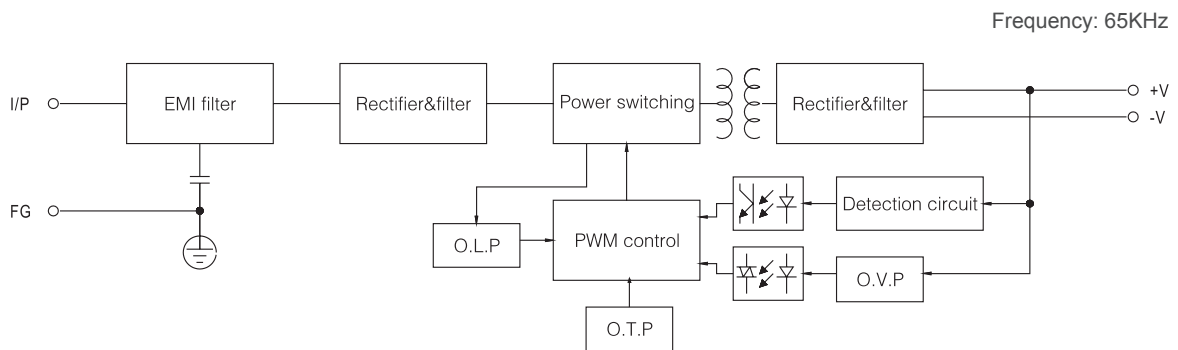 Frequency: 65KHz
I/P
EMI filter
Rectifier&filter
Power switching
Rectifier&filter
+V
-V
FG
O.L.P
PWM control
Detection circuit
O.V.P
O.T.P